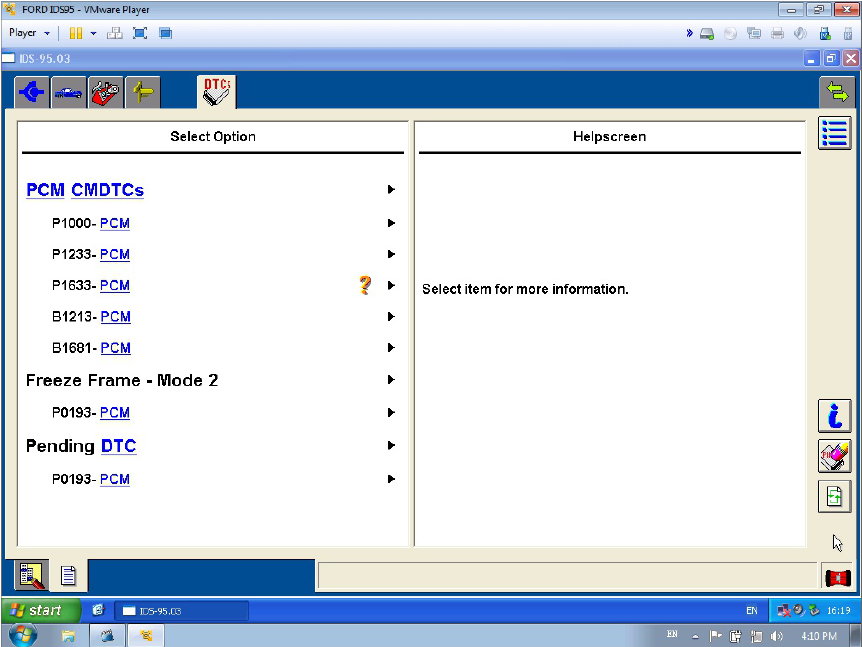 FORD IDS95 - VMware Player
Player
IDS-95.03
DTCs
Select Option
Helpscreen
PCM CMDTCs
P1000- PCM
P1233- PCM
P1633- PCM
?
Select item for more information.
B1213- PCM
B1681- PCM
Freeze Frame - Mode 2
P0193- PCM
Pending DTC
P0193- PCM
start
IDS-95.03
EN
16:19
EN
4:10 PM